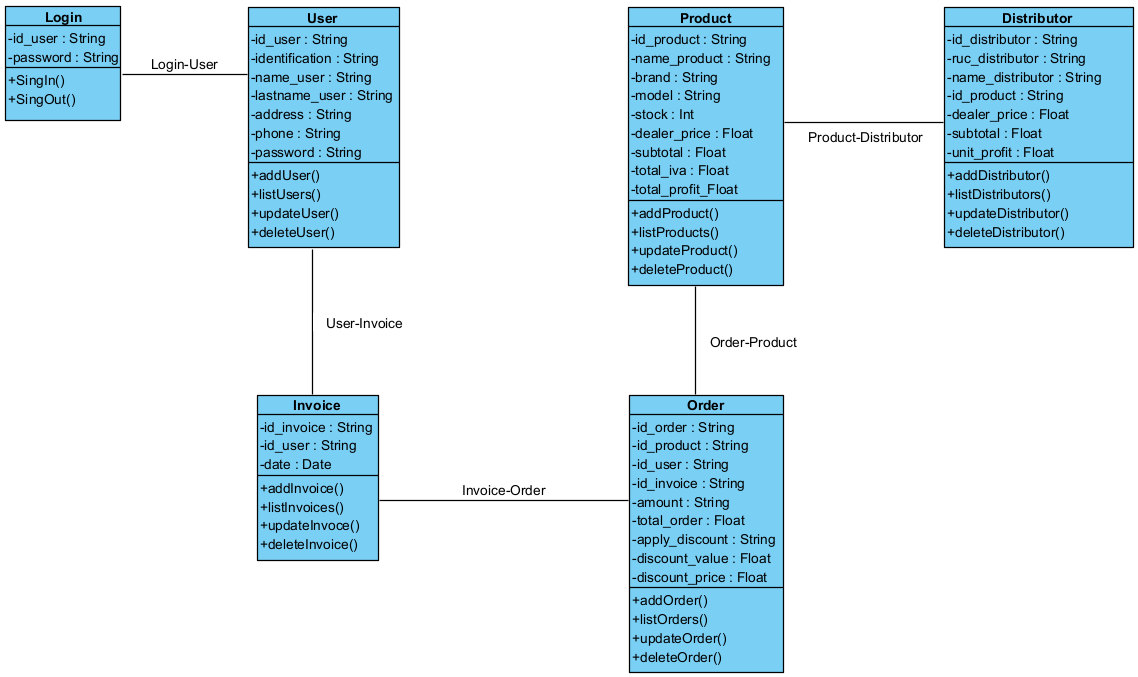 Login
-id_user : String
-password : String
+SingIn()
+SingOut()
Login-User
User
-id_user : String
-identification : String
-name_user : String
-lastname_user : String
-address : String
-phone : String
-password : String
+addUser()
+listUsers()
+updateUser()
+deleteUser()
Product
-id_product : String
-name_product : String
-brand : String
-model : String
-stock : Int
-dealer_price : Float
-subtotal : Float
-total_iva : Float
-total_profit_Float
+addProduct()
+listProducts()
+updateProduct()
+deleteProduct()
Product-Distributor
Distributor
-id_distributor : String
-ruc_distributor : String
-name_distributor : String
-id_product : String
-dealer_price : Float
-subtotal : Float
-unit_profit : Float
+addDistributor()
+listDistributors()
+updateDistributor()
+deleteDistributor()
User-Invoice
Order-Product
Invoice
-id_invoice : String
-id_user : String
-date : Date
+addInvoice()
+listInvoices()
+updateInvoce()
+deleteInvoice()
Invoice-Order
Order
-id_order : String
-id_product : String
-id_user : String
-id_invoice : String
-amount : String
-total_order : Float
-apply_discount : String
-discount_value : Float
-discount_price : Float
+addOrder()
+listOrders()
+updateOrder()
+deleteOrder()